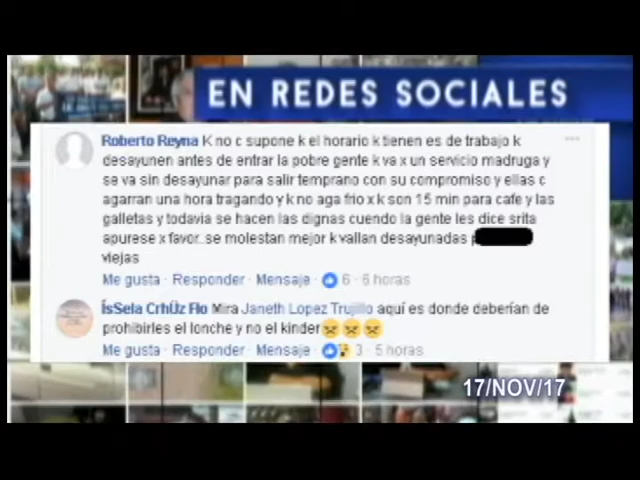 EN REDES SOCIALES
Roberto Reyna K no c supone k el horario k tienen es de trabajo k
desayunen antes de entrar la pobre gente k va x un servicio madruga y
se va sin desayunar para salir temprano con su compromiso y ellas c
agarran una hora tragando y k no aga frio x k son 15 min para cafe y las
galletas y todavia se hacen las dignas cuendo la gente les dice srita
apurese x favor..se molestan mejor k vallan desayunadas
viejas
Me gusta · Responder · Mensaje · 6 · 6 horas
ÍsSela CrhÜz Flo Mira Janeth Lopez Trujillo aquí es donde deberían de
prohibirles el lonche y no el kinder
Me gusta · Responder · Mensaje · 3 · 5 horas
17/NOV/17